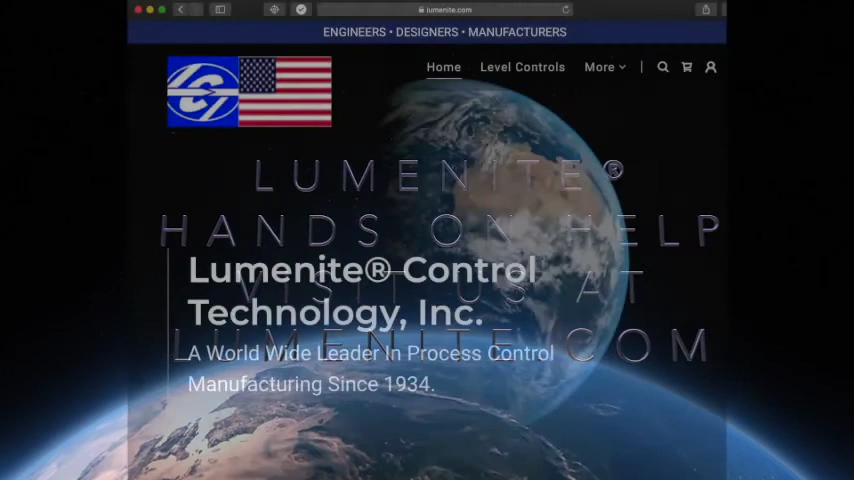 iumenite.com
ENGINEERS • DESIGNERS • MANUFACTURERS
Home Level Controls More
LUMENITE®
HANDS ON HELP
VISIT US AT
LUMENITE.COM
Lumenite® Control
Technology, Inc.
A World Wide Leader In Process Control
Manufacturing Since 1934.